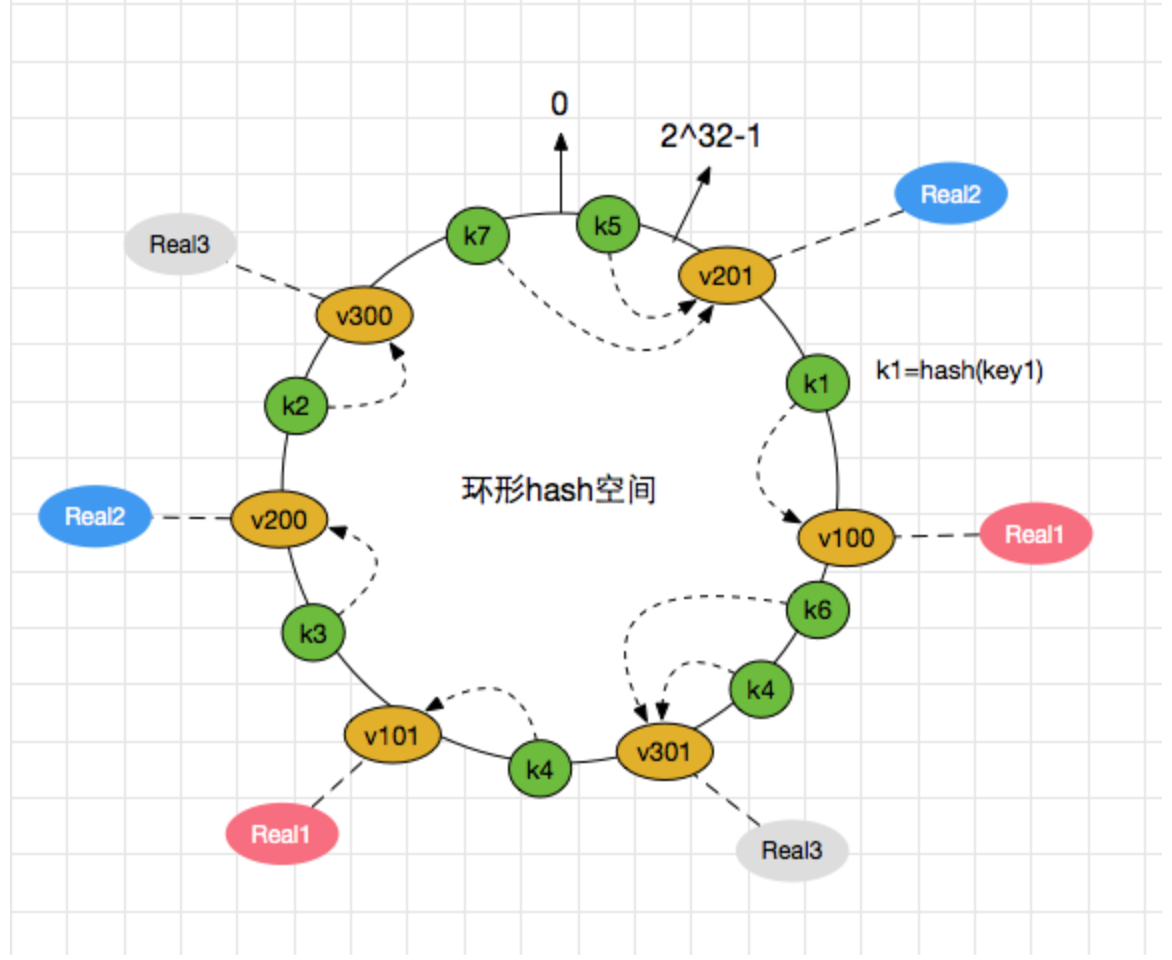 0
2^32-1
Real2
k5
k7
Real3
v201
v300
k1
k1=hash(key1)
k2
环形hash空间
Real2
v200
v100
Real1
k6
k3
k4
v101
v301
k4
Real1
Real3